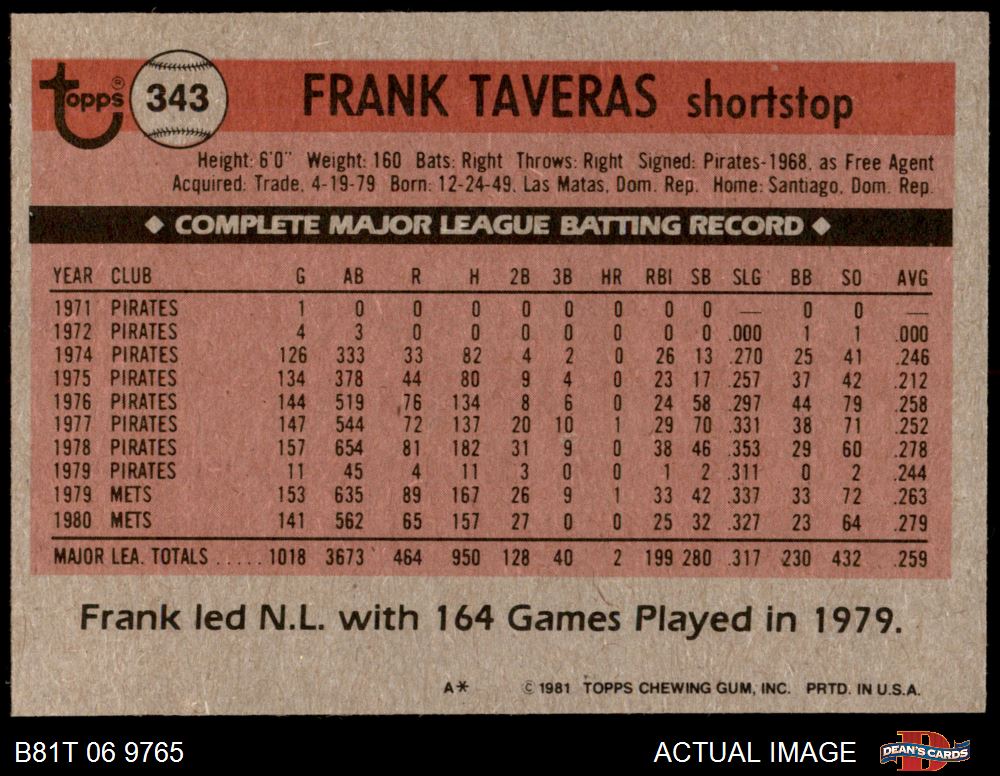 Topps® 343 FRANK TAVERAS shortstop
Height: 6'0" Weight: 160 Bats: Right Throws: Right Signed: Pirates-1968, as Free Agent
Acquired: Trade, 4-19-79 Born: 12-24-49, Las Matas, Dom. Rep. Home: Santiago, Dom. Rep.
◆ COMPLETE MAJOR LEAGUE BATTING RECORD ◆
YEAR CLUB G AB R H 2B 3B HR RBI SB SLG BB SO AVG
1971 PIRATES 1 0 0 0 0 0 0 0 0 — 0 0 —
1972 PIRATES 4 3 0 0 0 0 0 0 0 .000 1 1 .000
1974 PIRATES 126 333 33 82 4 2 0 26 13 .270 25 41 .246
1975 PIRATES 134 378 44 80 9 4 0 23 17 .257 37 42 .212
1976 PIRATES 144 519 76 134 8 6 0 24 58 .297 44 79 .258
1977 PIRATES 147 544 72 137 20 10 1 29 70 .331 38 71 .252
1978 PIRATES 157 654 81 182 31 9 0 38 46 .353 29 60 .278
1979 PIRATES 11 45 4 11 3 0 0 1 2 .311 0 2 .244
1979 METS 153 635 89 167 26 9 1 33 42 .337 33 72 .263
1980 METS 141 562 65 157 27 0 0 25 32 .327 23 64 .279
MAJOR LEA. TOTALS ..... 1018 3673 464 950 128 40 2 199 280 .317 230 432 .259
Frank led N.L. with 164 Games Played in 1979.
A* © 1981 TOPPS CHEWING GUM, INC. PRTD. IN U.S.A.
B81T 06 9765 ACTUAL IMAGE DEAN'S CARDS